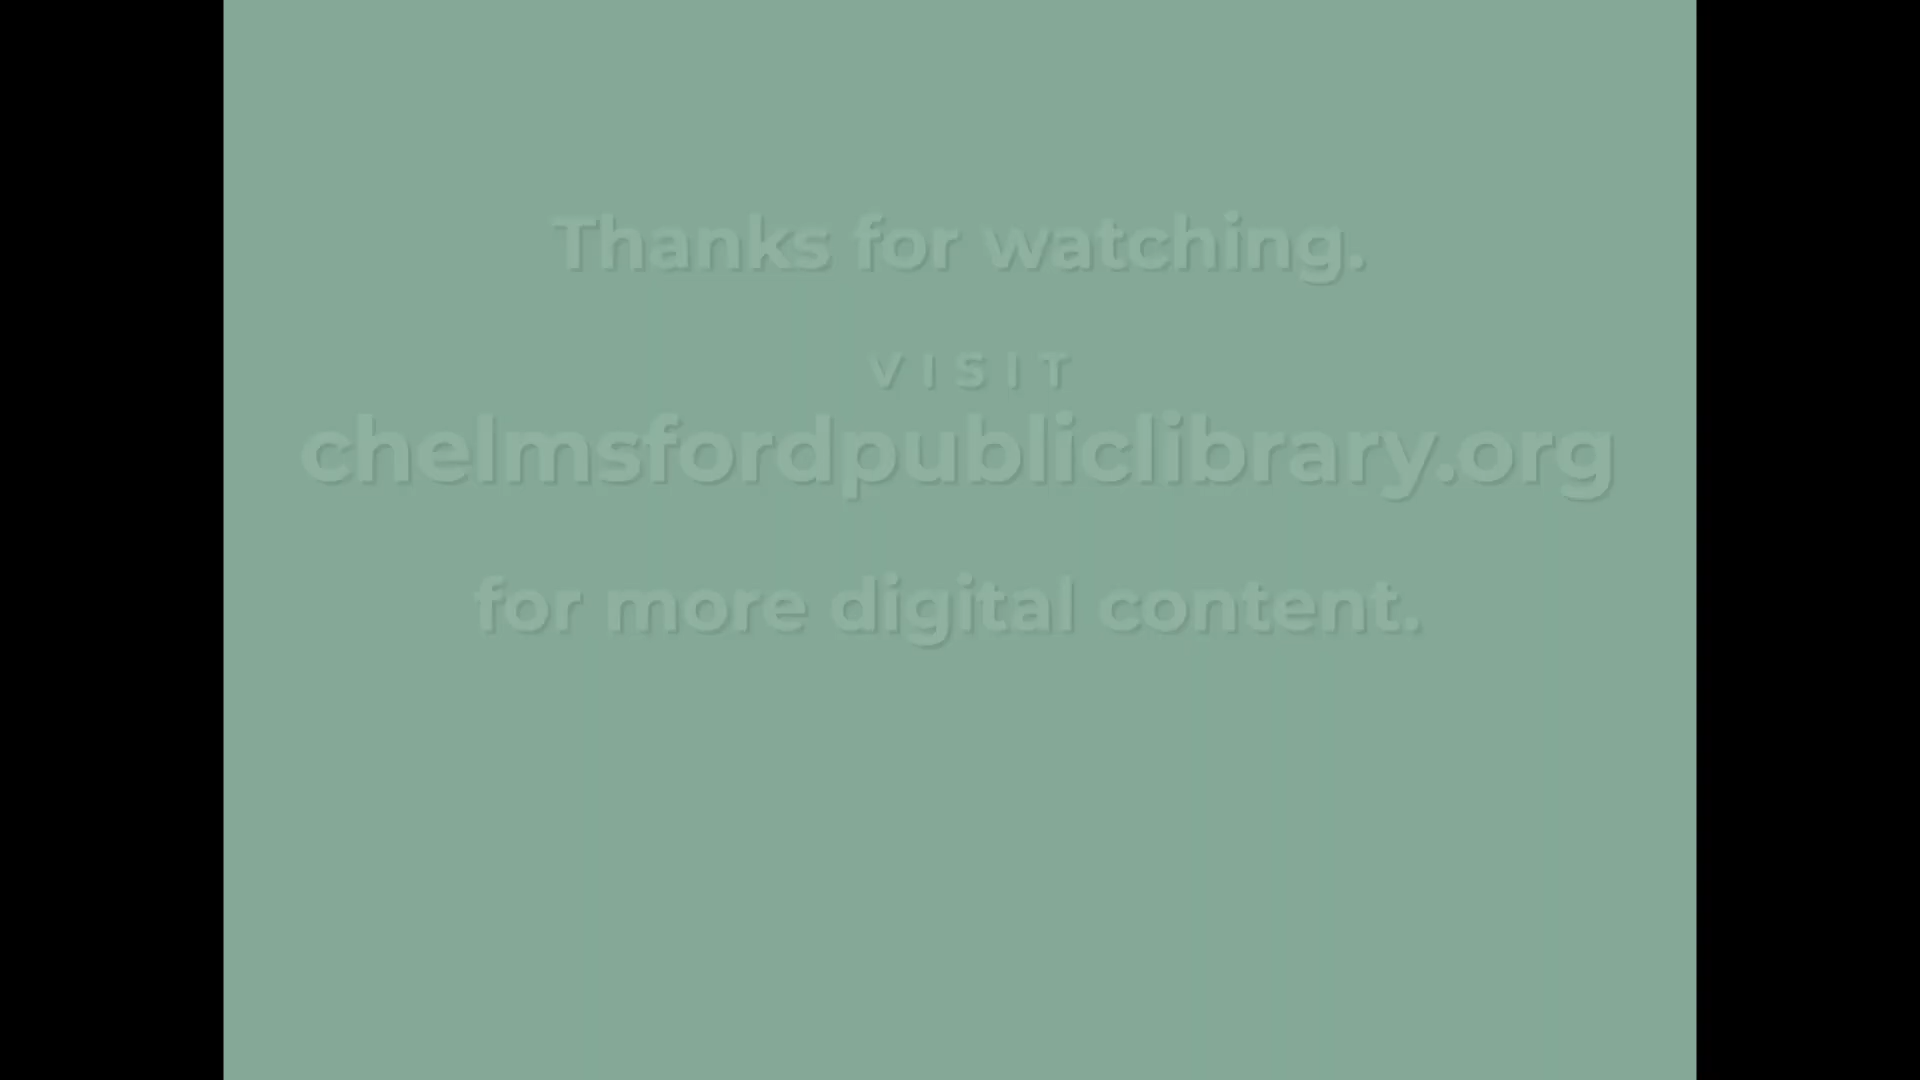 Thanks for watching.
VISIT
chelmsfordpubliclibrary.org
for more digital content.